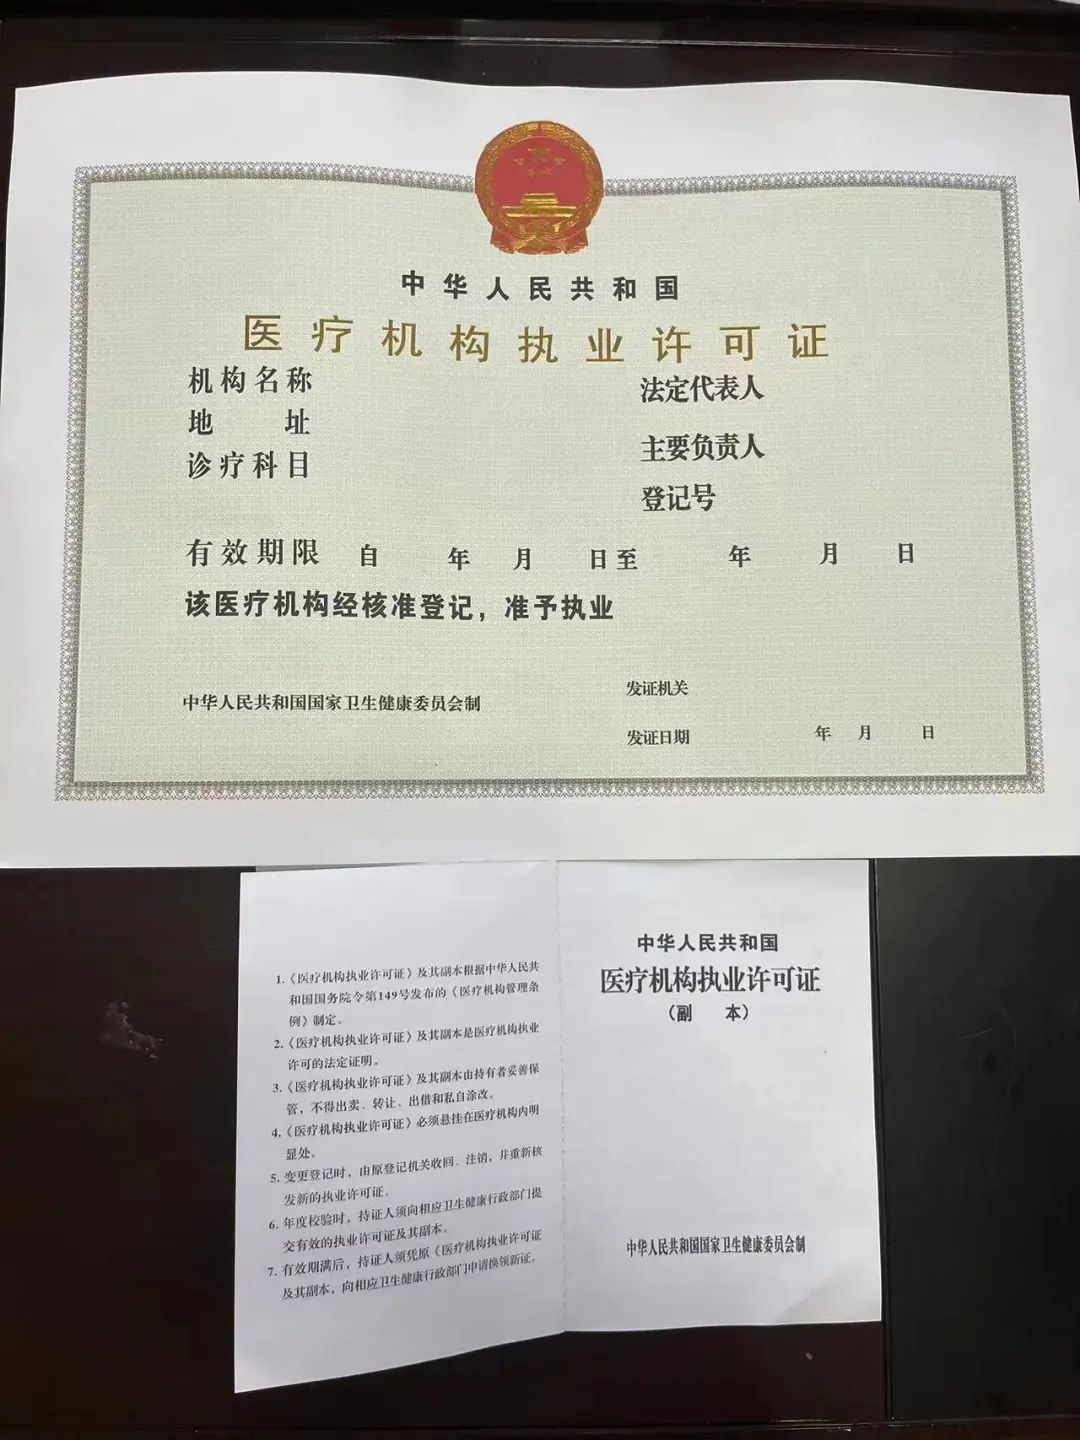 中华人民共和国
医疗机构执业许可证
机构名称
法定代表人
地 址
主要负责人
诊疗科目
登记号
有效期限 自 年 月 日至 年 月 日
该医疗机构经核准登记，准予执业
中华人民共和国国家卫生健康委员会制
发证机关
发证日期 年 月 日
1.《医疗机构执业许可证》及其副本根据中华人民共
和国国务院令第149号发布的《医疗机构管理条
例》制定。
2.《医疗机构执业许可证》及其副本是医疗机构执业
许可的法定证明。
3.《医疗机构执业许可证》及其副本由持有者妥善保
管，不得出卖、转让、出借和私自涂改。
4.《医疗机构执业许可证》必须悬挂在医疗机构内明
显处。
5. 变更登记时，由原登记机关收回、注销，并重新核
发新的执业许可证。
6. 年度校验时，持证人须向相应卫生健康行政部门提
交有效的执业许可证及其副本。
7. 有效期满后，持证人须凭原《医疗机构执业许可证
及其副本，向相应卫生健康行政部门申请换领新证。
中华人民共和国
医疗机构执业许可证
（副 本）
中华人民共和国国家卫生健康委员会制